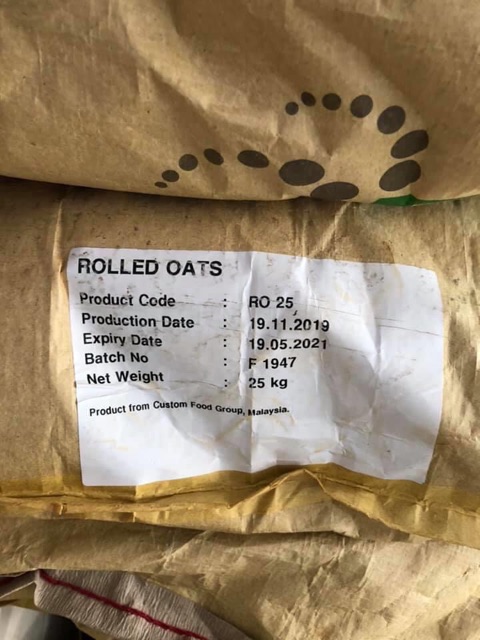 ROLLED OATS
Product Code : RO 25
Production Date : 19.11.2019
Expiry Date : 19.05.2021
Batch No : F 1947
Net Weight : 25 kg
Product from Custom Food Group, Malaysia.